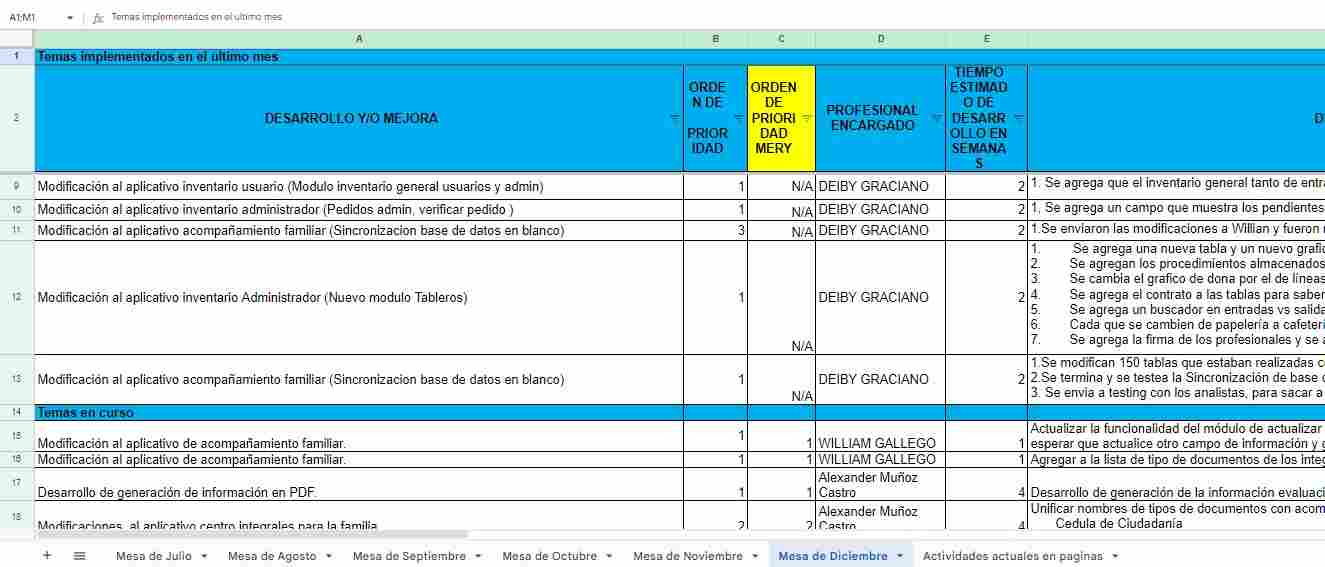 A1:M1 fx Temas implementados en el último mes
A B C D E
1 Temas implementados en el último mes
2 DESARROLLO Y/O MEJORA
ORDE
N DE
PRIOR
IDAD
ORDEN
DE
PRIORI
DAD
MERY
PROFESIONAL
ENCARGADO
TIEMPO
ESTIMAD
O DE
DESARR
OLLO EN
SEMANA
S
D
9 Modificación al aplicativo inventario usuario (Modulo inventario general usuarios y admin) 1 N/A DEIBY GRACIANO 2 1. Se agrega que el inventario general tanto de entra
10 Modificación al aplicativo inventario administrador (Pedidos admin, verificar pedido ) 1 N/A DEIBY GRACIANO 2 1. Se agrega un campo que muestra los pendientes
11 Modificación al aplicativo acompañamiento familiar (Sincronizacion base de datos en blanco) 3 N/A DEIBY GRACIANO 2 1.Se enviaron las modificaciones a Willian y fueron
12 Modificación al aplicativo inventario Administrador (Nuevo modulo Tableros) 1 N/A DEIBY GRACIANO 2
1. Se agrega una nueva tabla y un nuevo grafic
2. Se agregan los procedimientos almacenados
3. Se cambia el grafico de dona por el de líneas
4. Se agrega el contrato a las tablas para saber
5. Se agrega un buscador en entradas vs salida
6. Cada que se cambien de papelería a cafeteri
7. Se agrega la firma de los profesionales y se a
13 Modificación al aplicativo acompañamiento familiar (Sincronizacion base de datos en blanco) 1 N/A DEIBY GRACIANO 2
1.Se modifican 150 tablas que estaban realizadas c
2.Se termina y se testea la Sincronización de base
3. Se envia a testing con los analistas, para sacar a
14 Temas en curso
15 Modificación al aplicativo de acompañamiento familiar. 1 1 WILLIAM GALLEGO 1
Actualizar la funcionalidad del módulo de actualizar
esperar que actualice otro campo de información y
16 Modificación al aplicativo de acompañamiento familiar. 1 1 WILLIAM GALLEGO 1 Agregar a la lista de tipo de documentos de los integ
17 Desarrollo de generación de información en PDF. 1 1
Alexander Muñoz
Castro
4 Desarrollo de generación de la información evaluaci
18 Modificaciones al aplicativo centro integrales para la familia 2 2
Alexander Muñoz
Castro
4 Unificar nombres de tipos de documentos con acom
Cedula de Ciudadanía
+ Mesa de Julio Mesa de Agosto Mesa de Septiembre Mesa de Octubre Mesa de Noviembre Mesa de Diciembre Actividades actuales en paginas